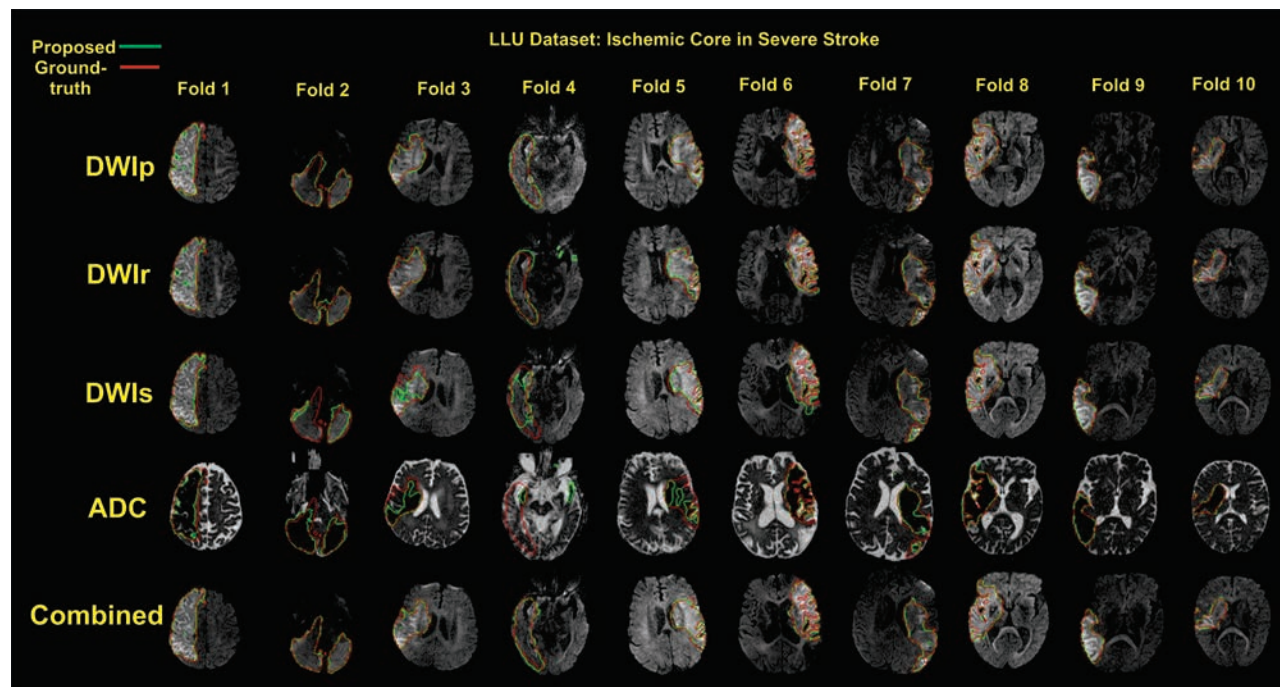 LLU Dataset: Ischemic Core in Severe Stroke
Proposed
Ground-
truth
Fold 1
Fold 2
Fold 3
Fold 4
Fold 5
Fold 6
Fold 7
Fold 8
Fold 9
Fold 10
DWIp
DWIr
DWIs
ADC
Combined